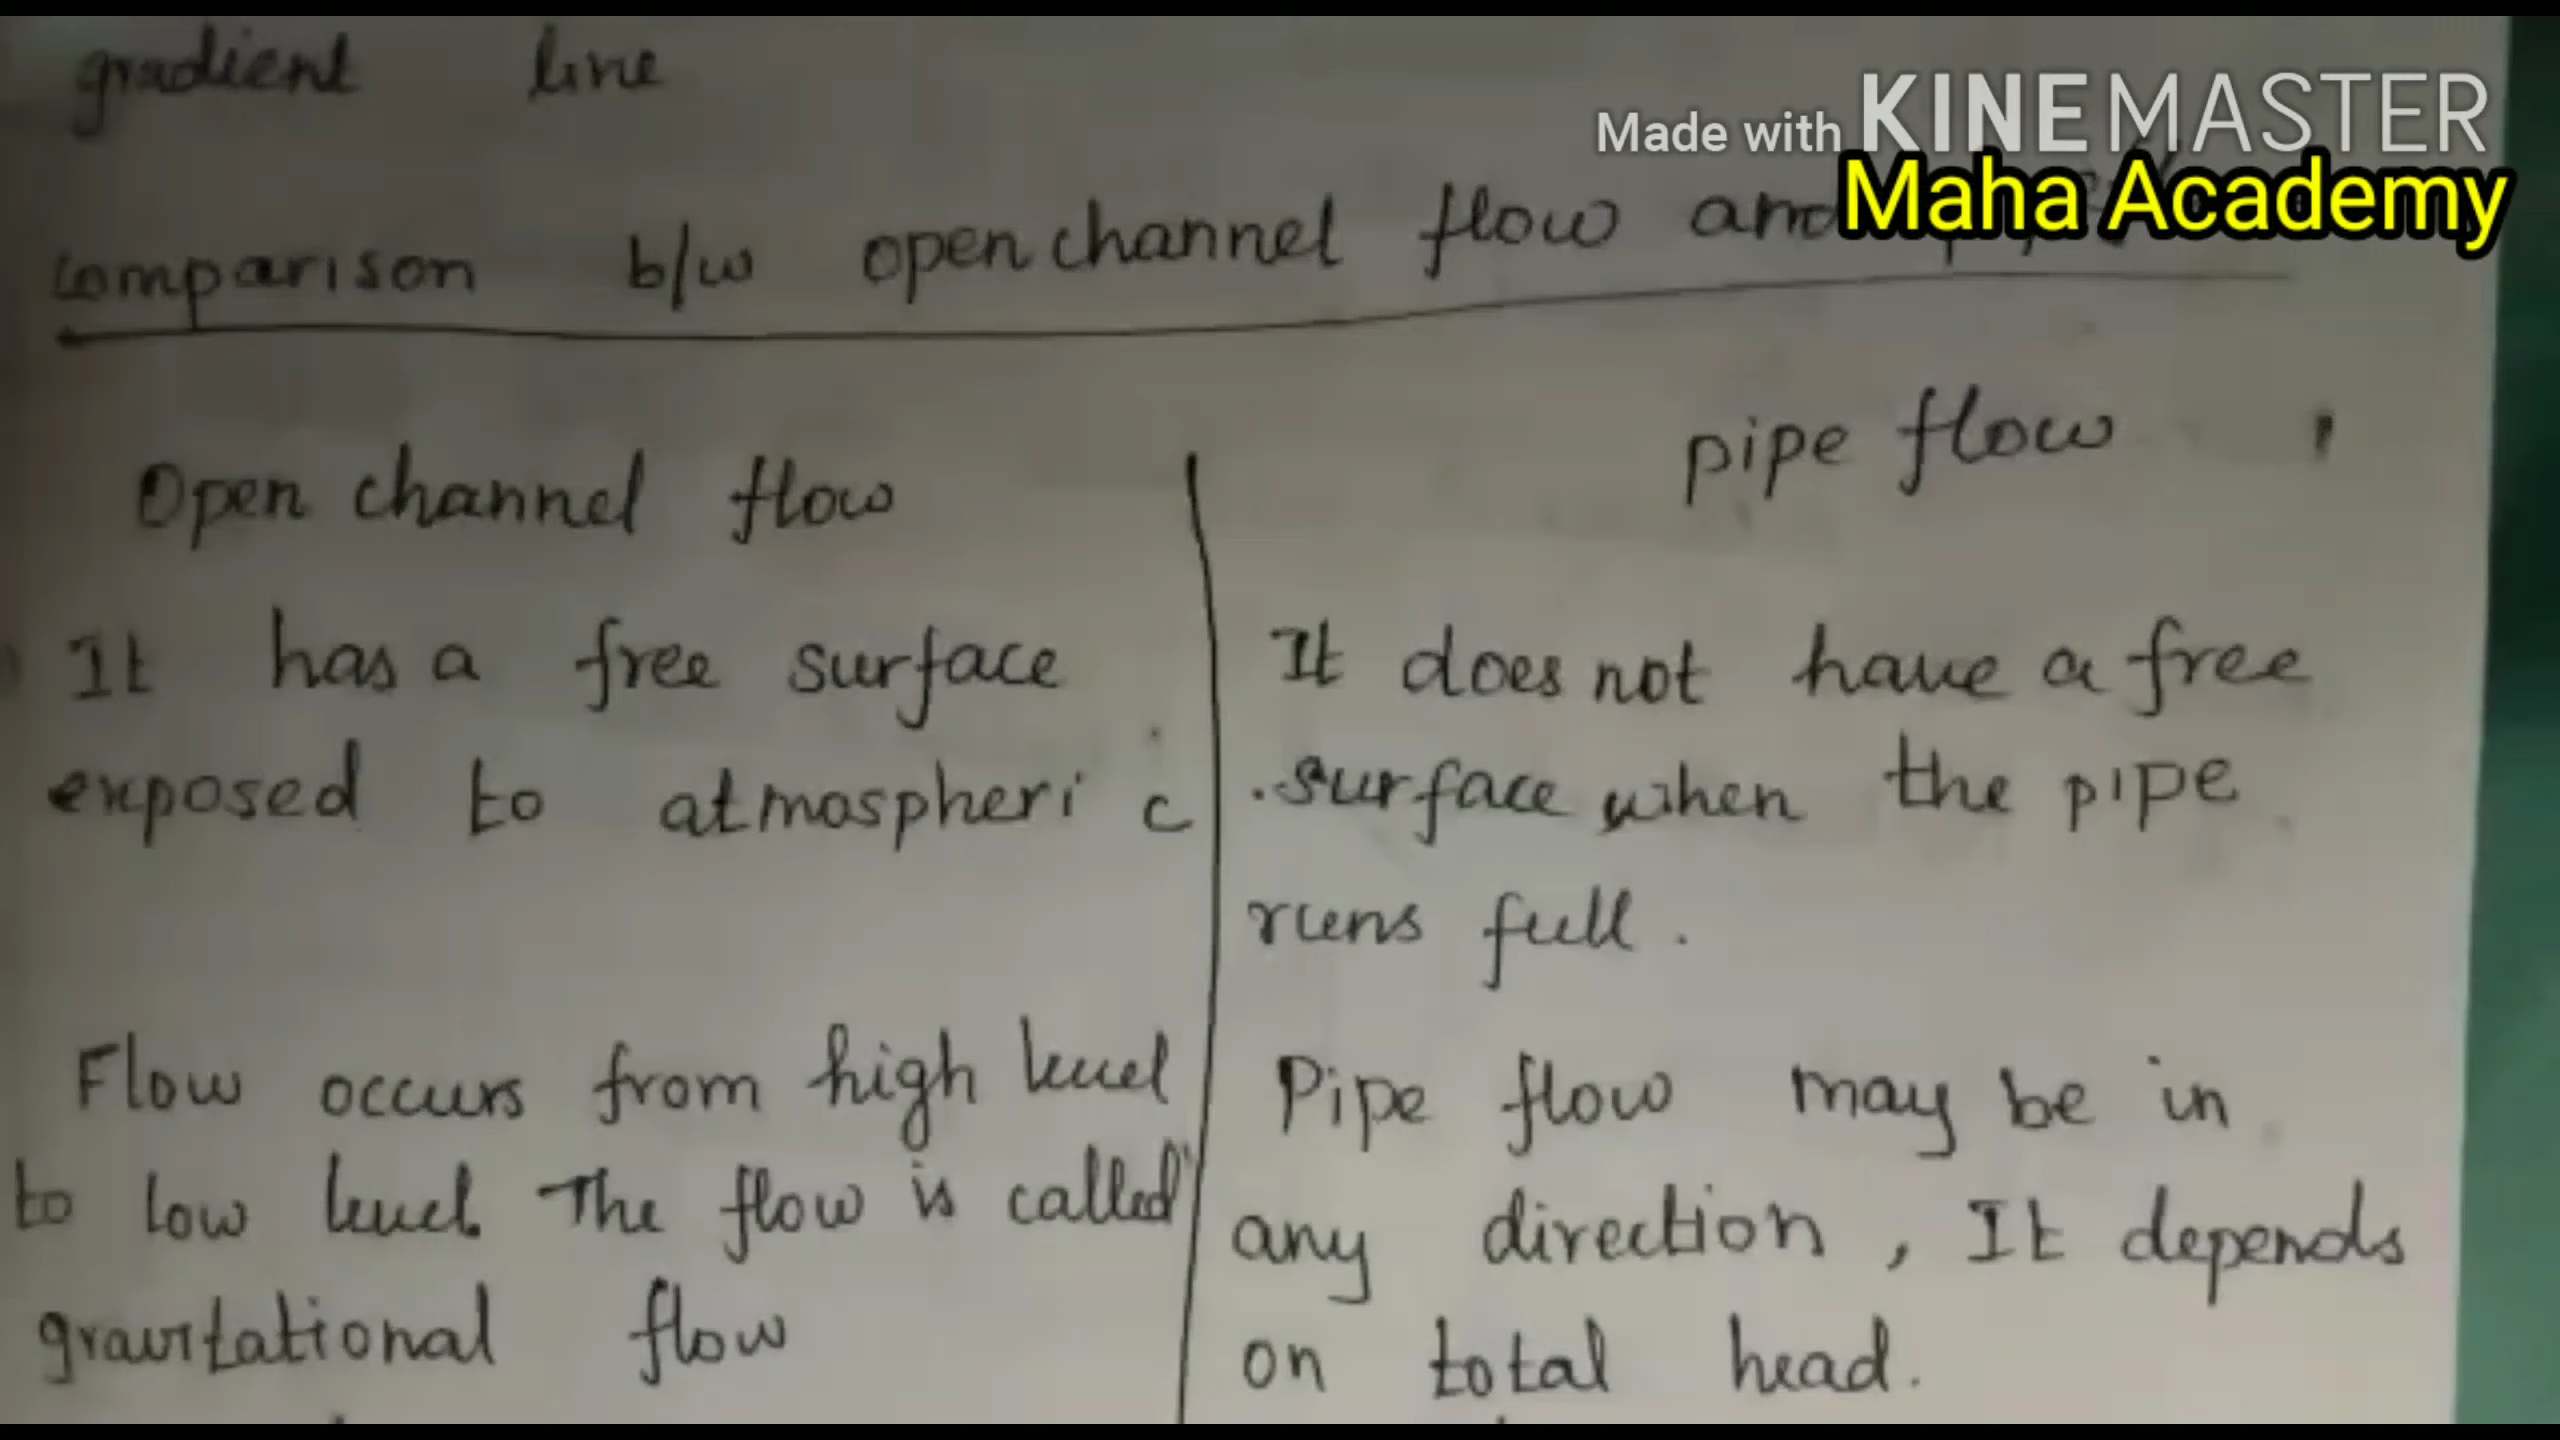 gradient line
Made with KINEMASTER
Maha Academy
comparison b/w open channel flow and
Open channel flow
It has a free surface
exposed to atmospheric
Flow occurs from high level
to low level. The flow is called
gravitational flow
pipe flow
It does not have a free
surface when the pipe
runs full.
Pipe flow may be in
any direction, It depends
on total head.